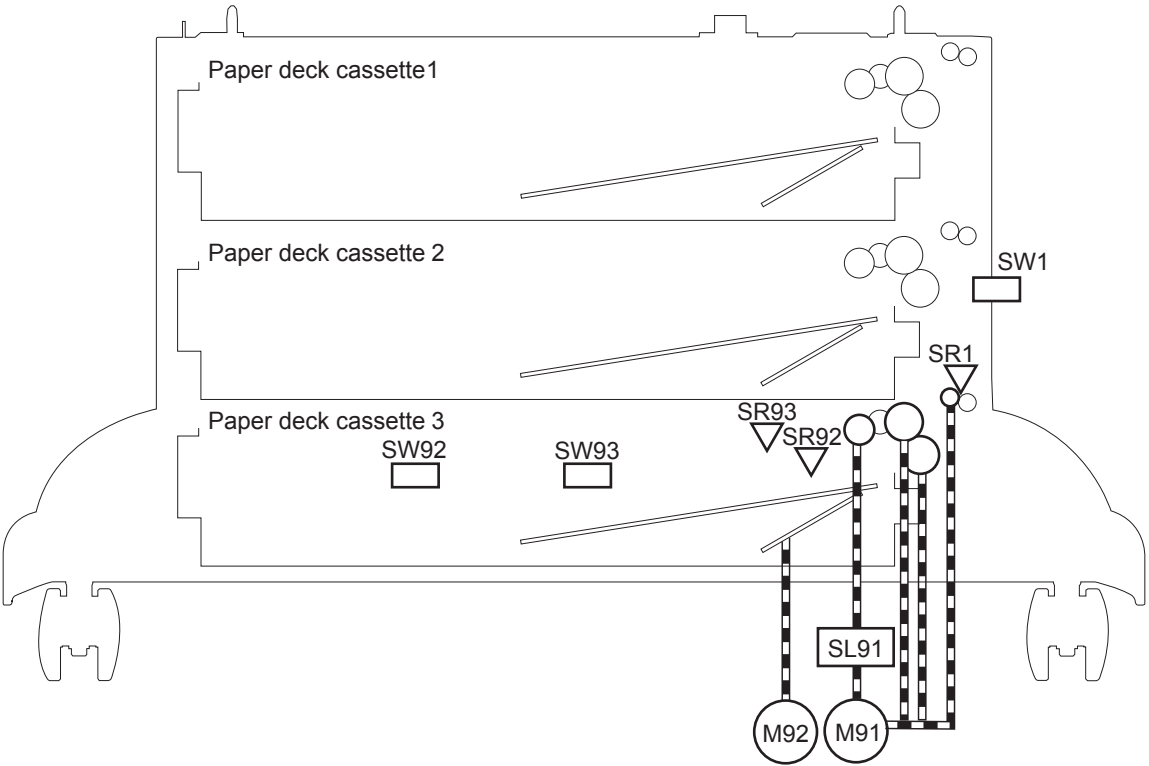 Paper deck cassette1
Paper deck cassette 2
SW1
SR1
Paper deck cassette 3
SR93
SR92
SW92
SW93
SL91
M92
M91